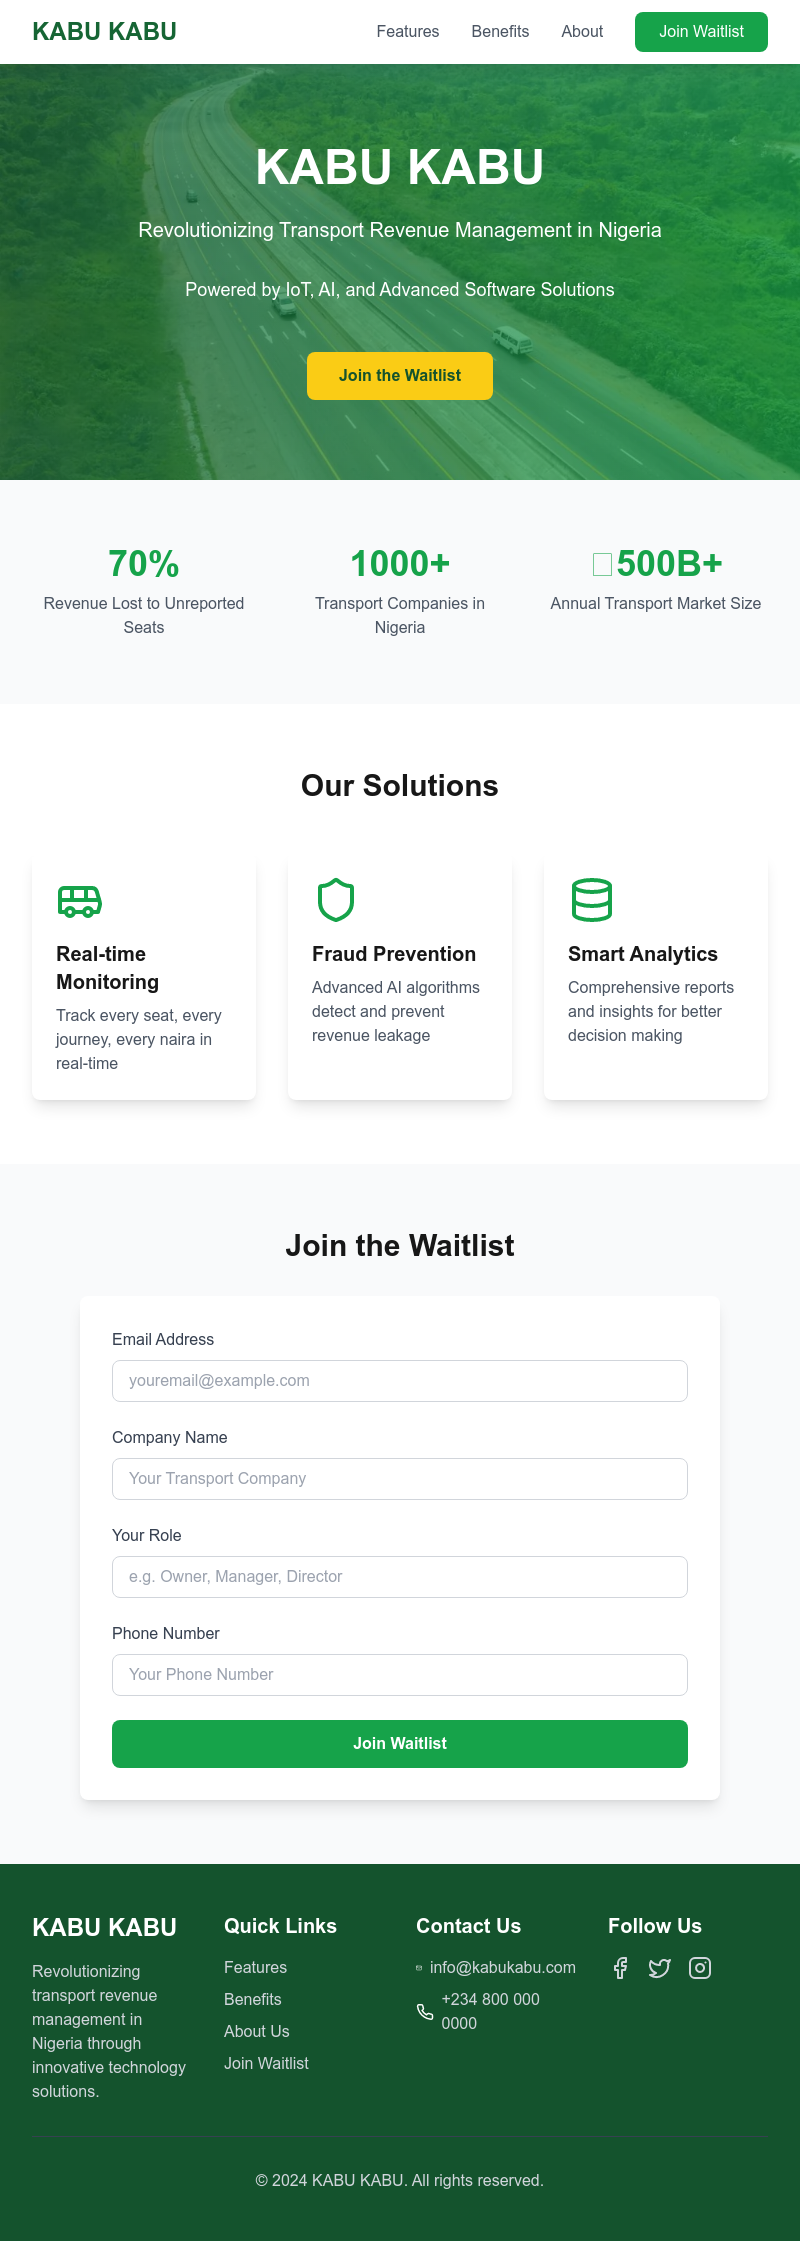 KABU KABU
Features
Benefits
About
Join Waitlist
KABU KABU
Revolutionizing Transport Revenue Management in Nigeria
Powered by IoT, AI, and Advanced Software Solutions
Join the Waitlist
70%
Revenue Lost to Unreported
Seats
1000+
Transport Companies in
Nigeria
500B+
Annual Transport Market Size
Our Solutions
Real-time
Monitoring
Track every seat, every
journey, every naira in
real-time
Fraud Prevention
Advanced AI algorithms
detect and prevent
revenue leakage
Smart Analytics
Comprehensive reports
and insights for better
decision making
Join the Waitlist
Email Address
youremail@example.com
Company Name
Your Transport Company
Your Role
e.g. Owner, Manager, Director
Phone Number
Your Phone Number
Join Waitlist
KABU KABU
Revolutionizing
transport revenue
management in
Nigeria through
innovative technology
solutions.
Quick Links
Features
Benefits
About Us
Join Waitlist
Contact Us
info@kabukabu.com
+234 800 000
0000
Follow Us
© 2024 KABU KABU. All rights reserved.